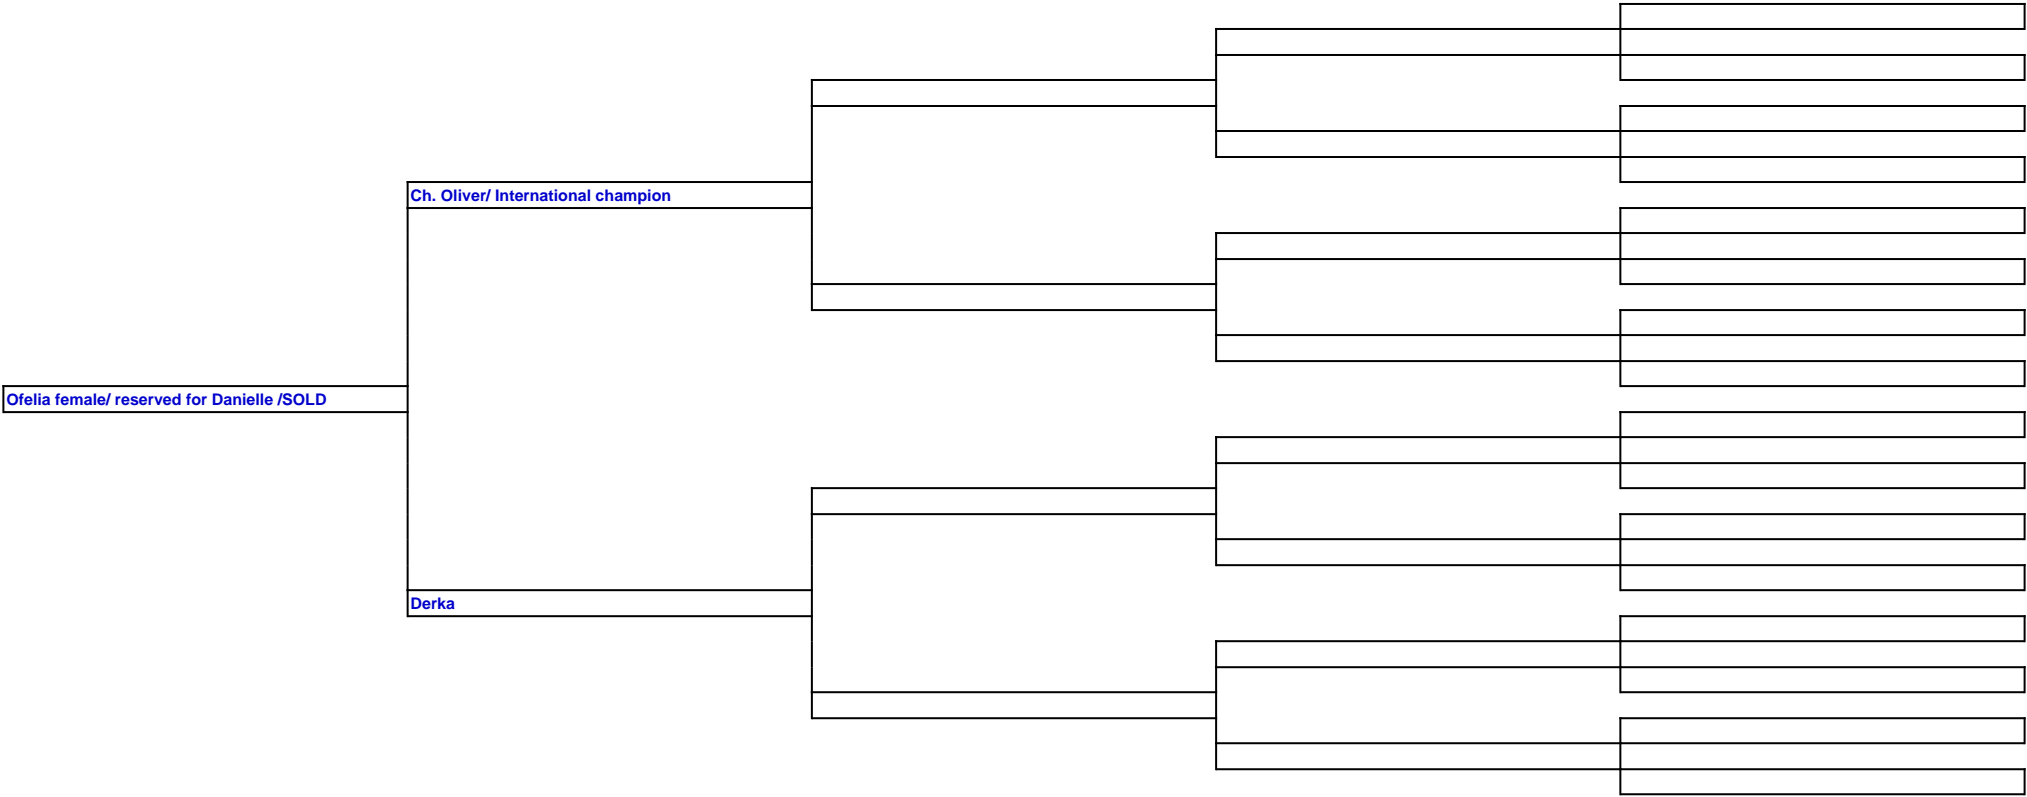 Ch. Oliver/ International champion
Ofelia female/ reserved for Danielle /SOLD
Derka